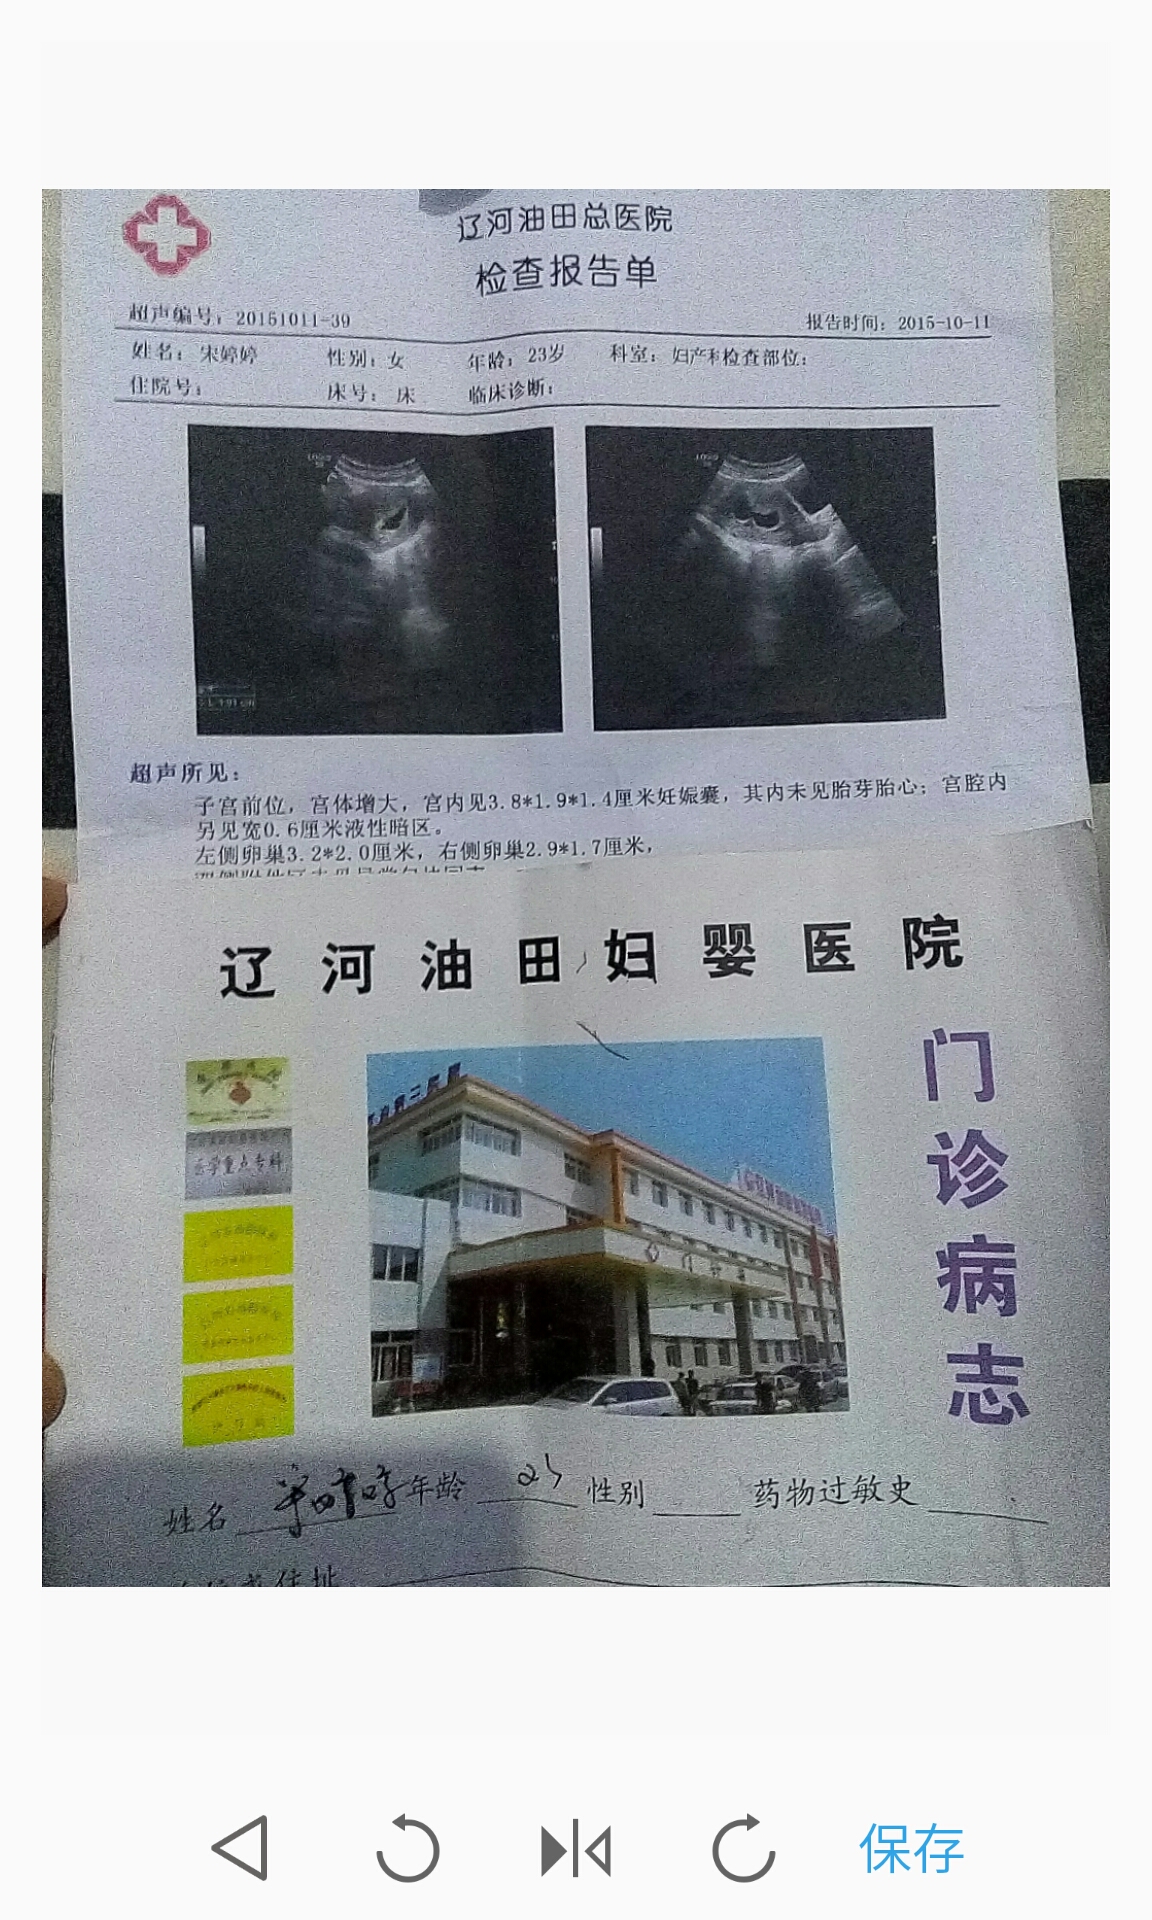 辽河油田总医院
检查报告单
超声编号：20151011-39 报告时间：2015-10-11
姓名：宋婷婷 性别：女 年龄：23岁 科室：妇产科检查部位：
住院号： 床号： 床 临床诊断：
超声所见：
子宫前位，宫体增大，宫内见3.8*1.9*1.4厘米妊娠囊，其内未见胎芽胎心；宫腔内
另见宽0.6厘米液性暗区。
左侧卵巢3.2*2.0厘米，右侧卵巢2.9*1.7厘米，
辽河油田妇婴医院
门诊病志
医学重点专科
姓名 年龄 23 性别 药物过敏史
住址
保存